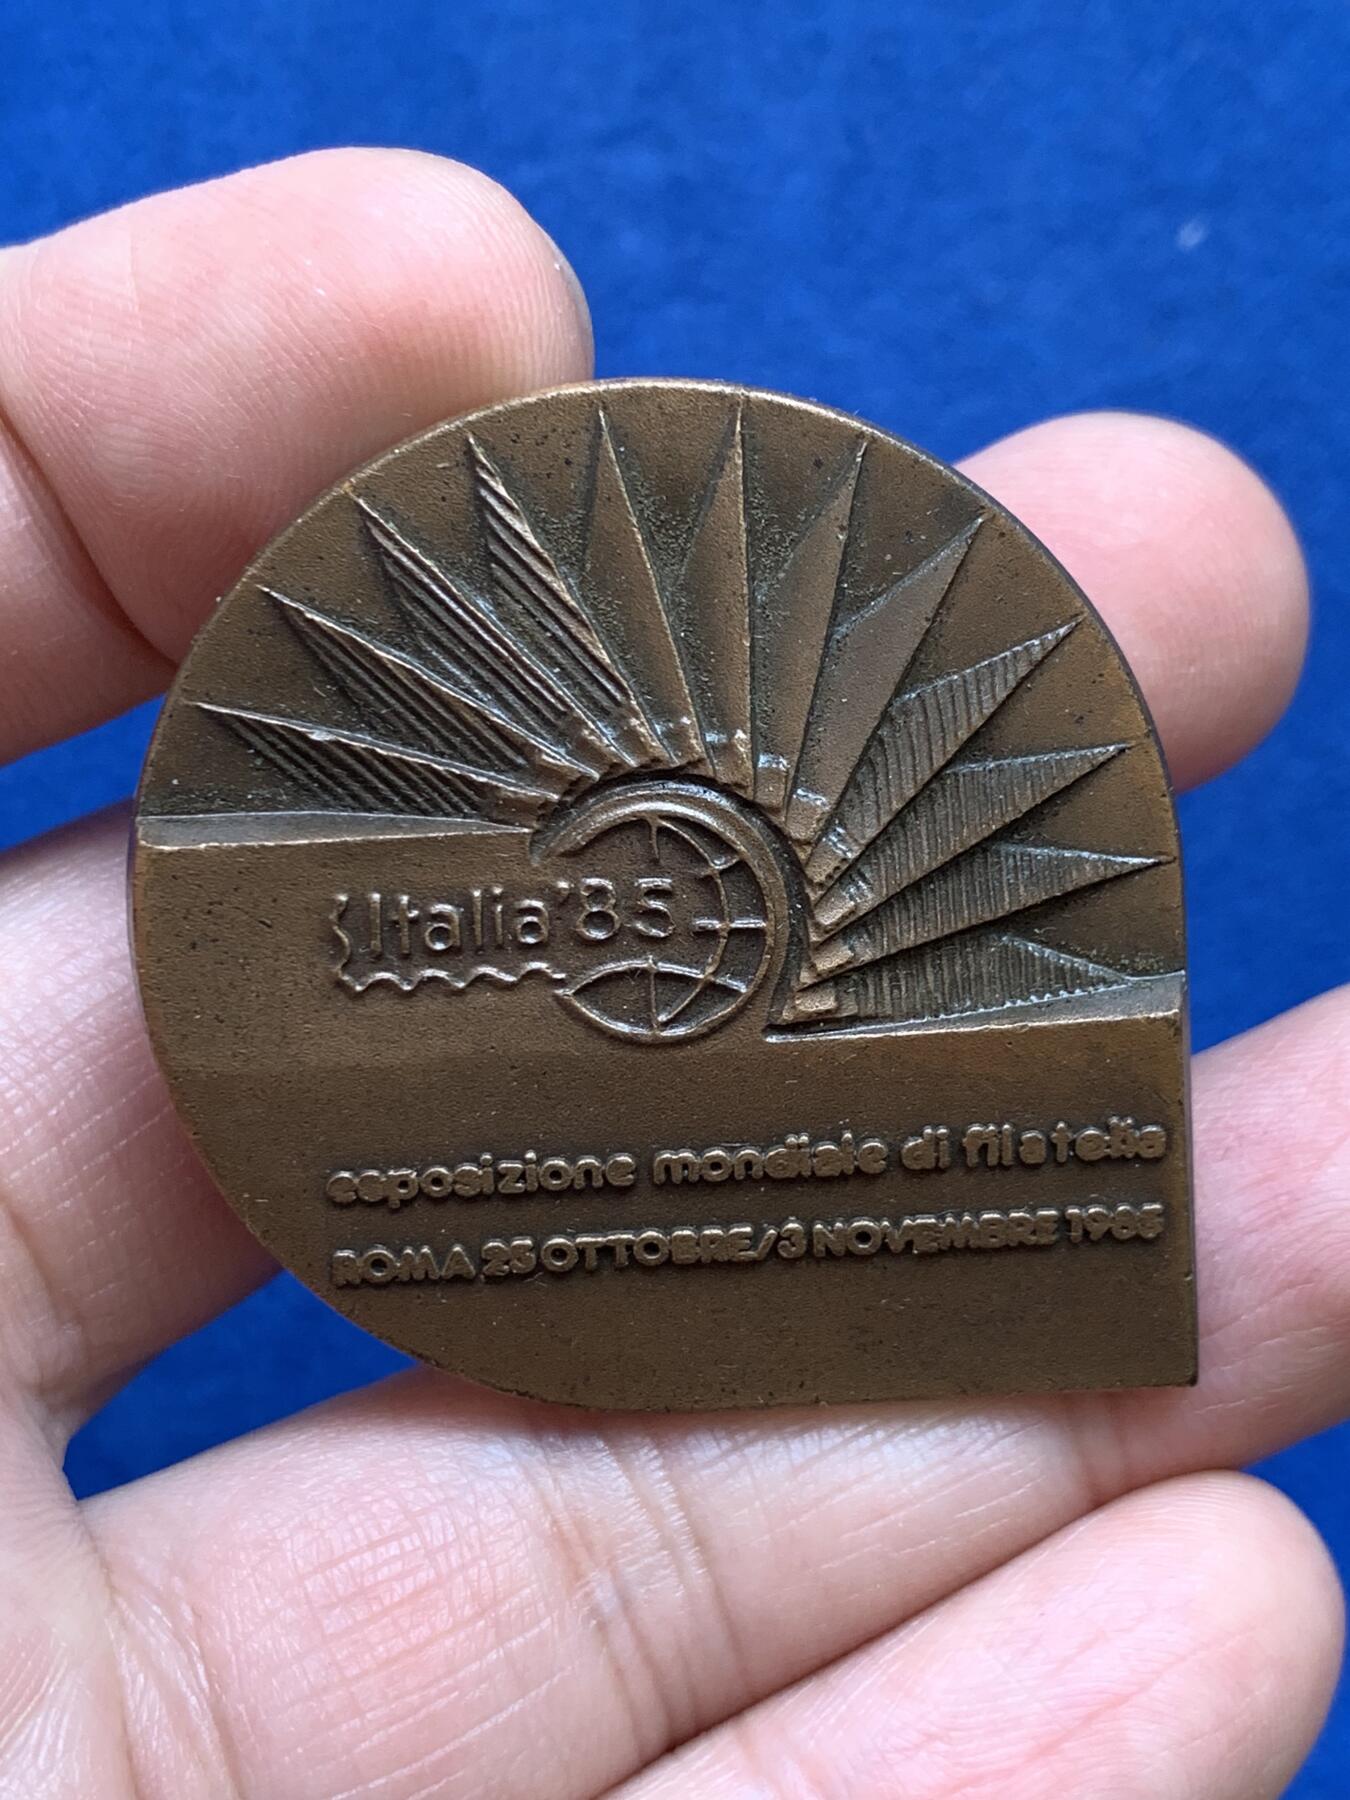 Italia '85
esposizione mondiale di filatelia
ROMA 25 OTTOBRE/3 NOVEMBRE 1985